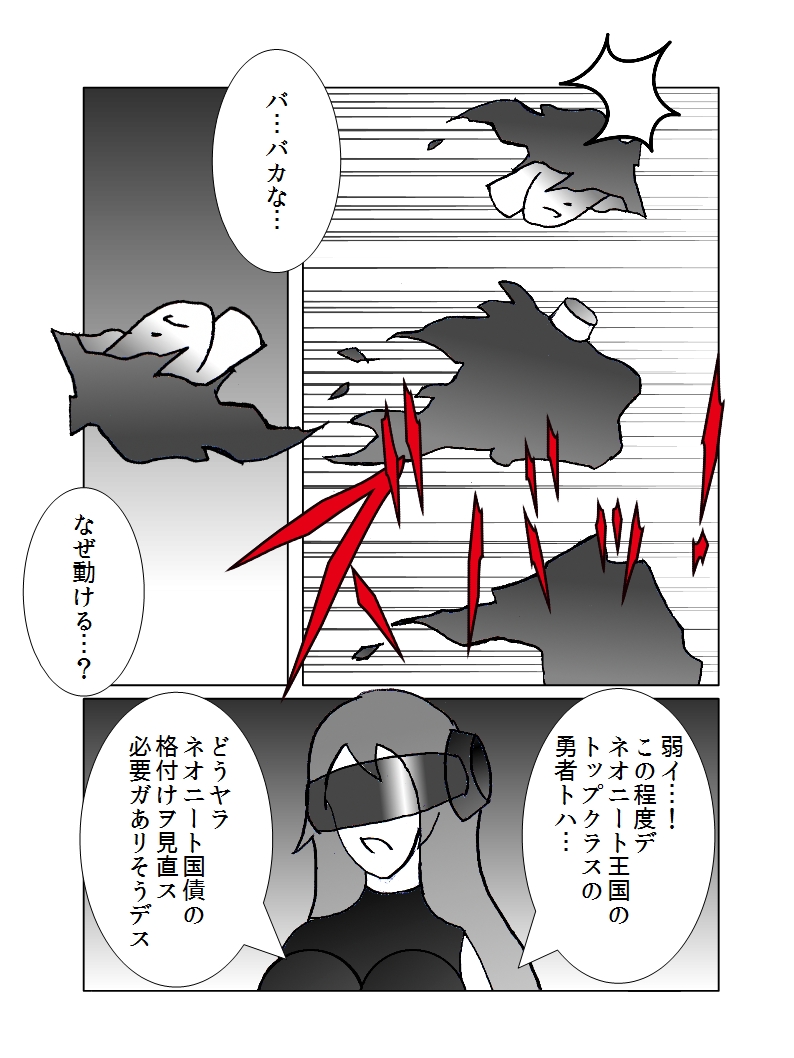 バ…バカな…
なぜ動ける…？
弱イ…！
この程度デ
ネオニート王国の
トップクラスの
勇者トハ…
どうヤラ
ネオニート国債の
格付けヲ見直ス
必要ガあリそうデス